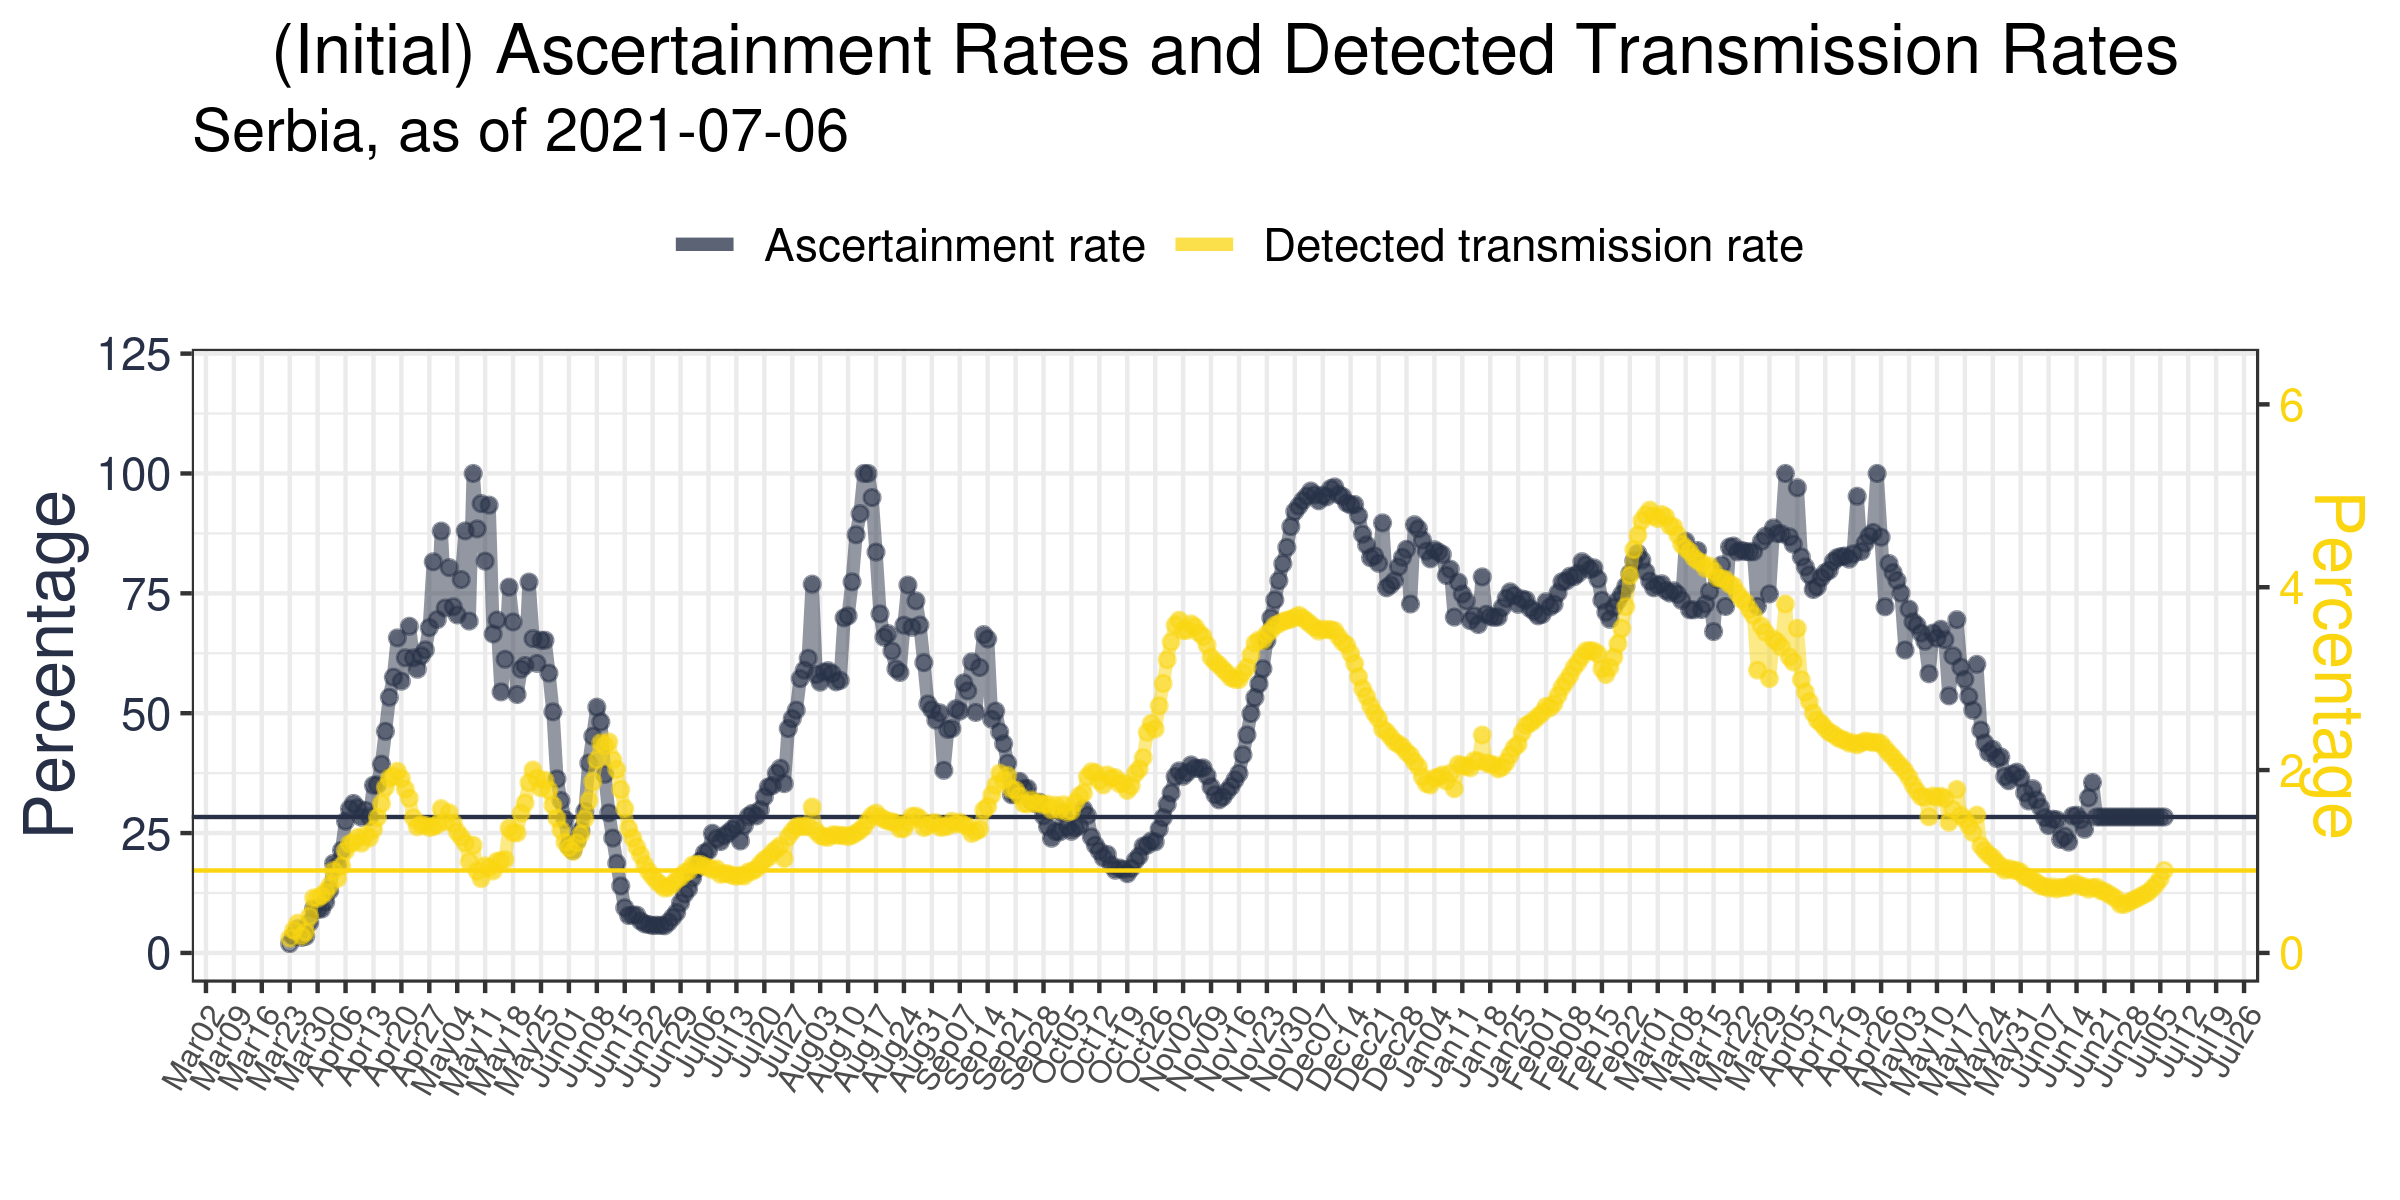 (Initial) Ascertainment Rates and Detected Transmission Rates
Serbia, as of 2021-07-06
Ascertainment rate
Detected transmission rate
Percentage
125
100
75
50
25
0
6
4
2
0
Percentage
Mar02
Mar09
Mar16
Mar23
Mar30
Apr06
Apr13
Apr20
Apr27
May04
May11
May18
May25
Jun01
Jun08
Jun15
Jun22
Jun29
Jul06
Jul13
Jul20
Jul27
Aug03
Aug10
Aug17
Aug24
Aug31
Sep07
Sep14
Sep21
Sep28
Oct05
Oct12
Oct19
Oct26
Nov02
Nov09
Nov16
Nov23
Nov30
Dec07
Dec14
Dec21
Dec28
Jan04
Jan11
Jan18
Jan25
Feb01
Feb08
Feb15
Feb22
Mar01
Mar08
Mar15
Mar22
Mar29
Apr05
Apr12
Apr19
Apr26
May03
May10
May17
May24
May31
Jun07
Jun14
Jun21
Jun28
Jul05
Jul12
Jul19
Jul26